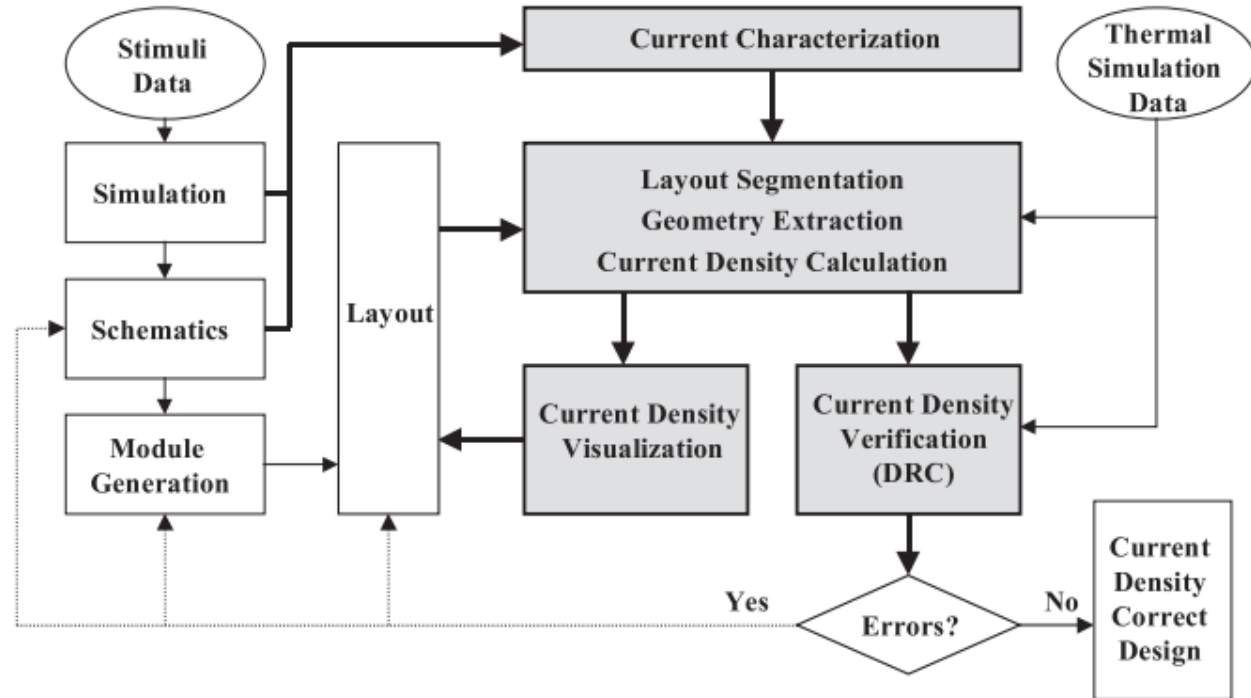 Stimuli
Data
Current Characterization
Thermal
Simulation
Data
Simulation
Layout Segmentation
Geometry Extraction
Current Density Calculation
Schematics
Layout
Module
Generation
Current Density
Visualization
Current Density
Verification
(DRC)
Yes
Errors?
No
Current
Density
Correct
Design